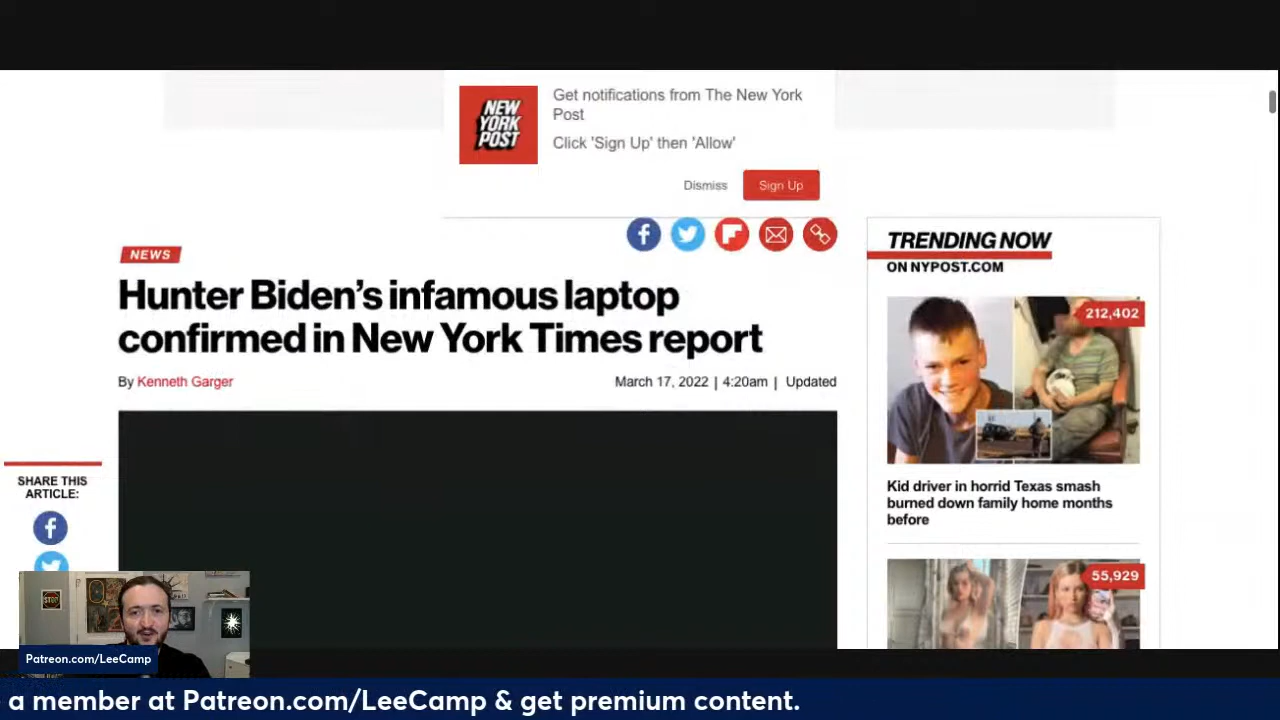 NEW
YORK
POST
Get notifications from The New York
Post
Click 'Sign Up' then 'Allow'
Dismiss
Sign Up
NEWS
Hunter Biden's infamous laptop
confirmed in New York Times report
By Kenneth Garger
March 17, 2022 | 4:20am | Updated
SHARE THIS
ARTICLE:
TRENDING NOW
ON NYPOST.COM
212,402
Kid driver in horrid Texas smash
burned down family home months
before
55,929
STOP
Patreon.com/LeeCamp
a member at Patreon.com/LeeCamp & get premium content.